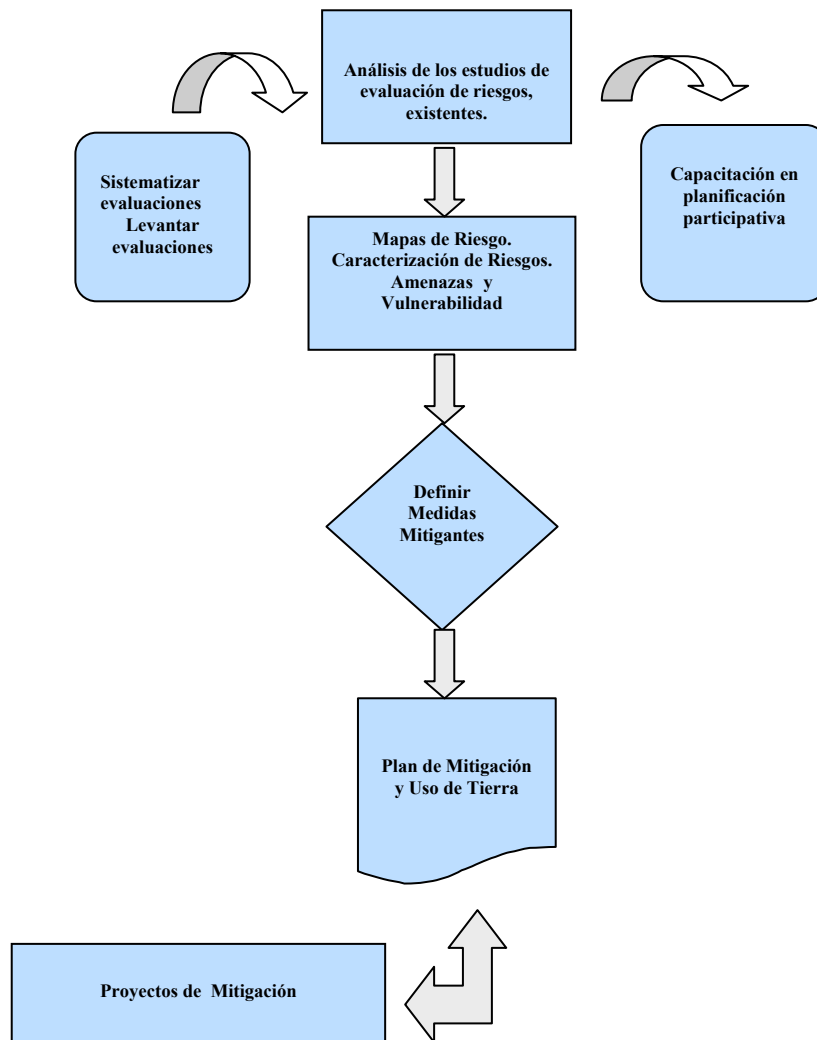 Análisis de los estudios de
evaluación de riesgos,
existentes.
Sistematizar
evaluaciones
Levantar
evaluaciones
Capacitación en
planificación
participativa
Mapas de Riesgo.
Caracterización de Riesgos.
Amenazas y
Vulnerabilidad
Definir
Medidas
Mitigantes
Plan de Mitigación
y Uso de Tierra
Proyectos de Mitigación